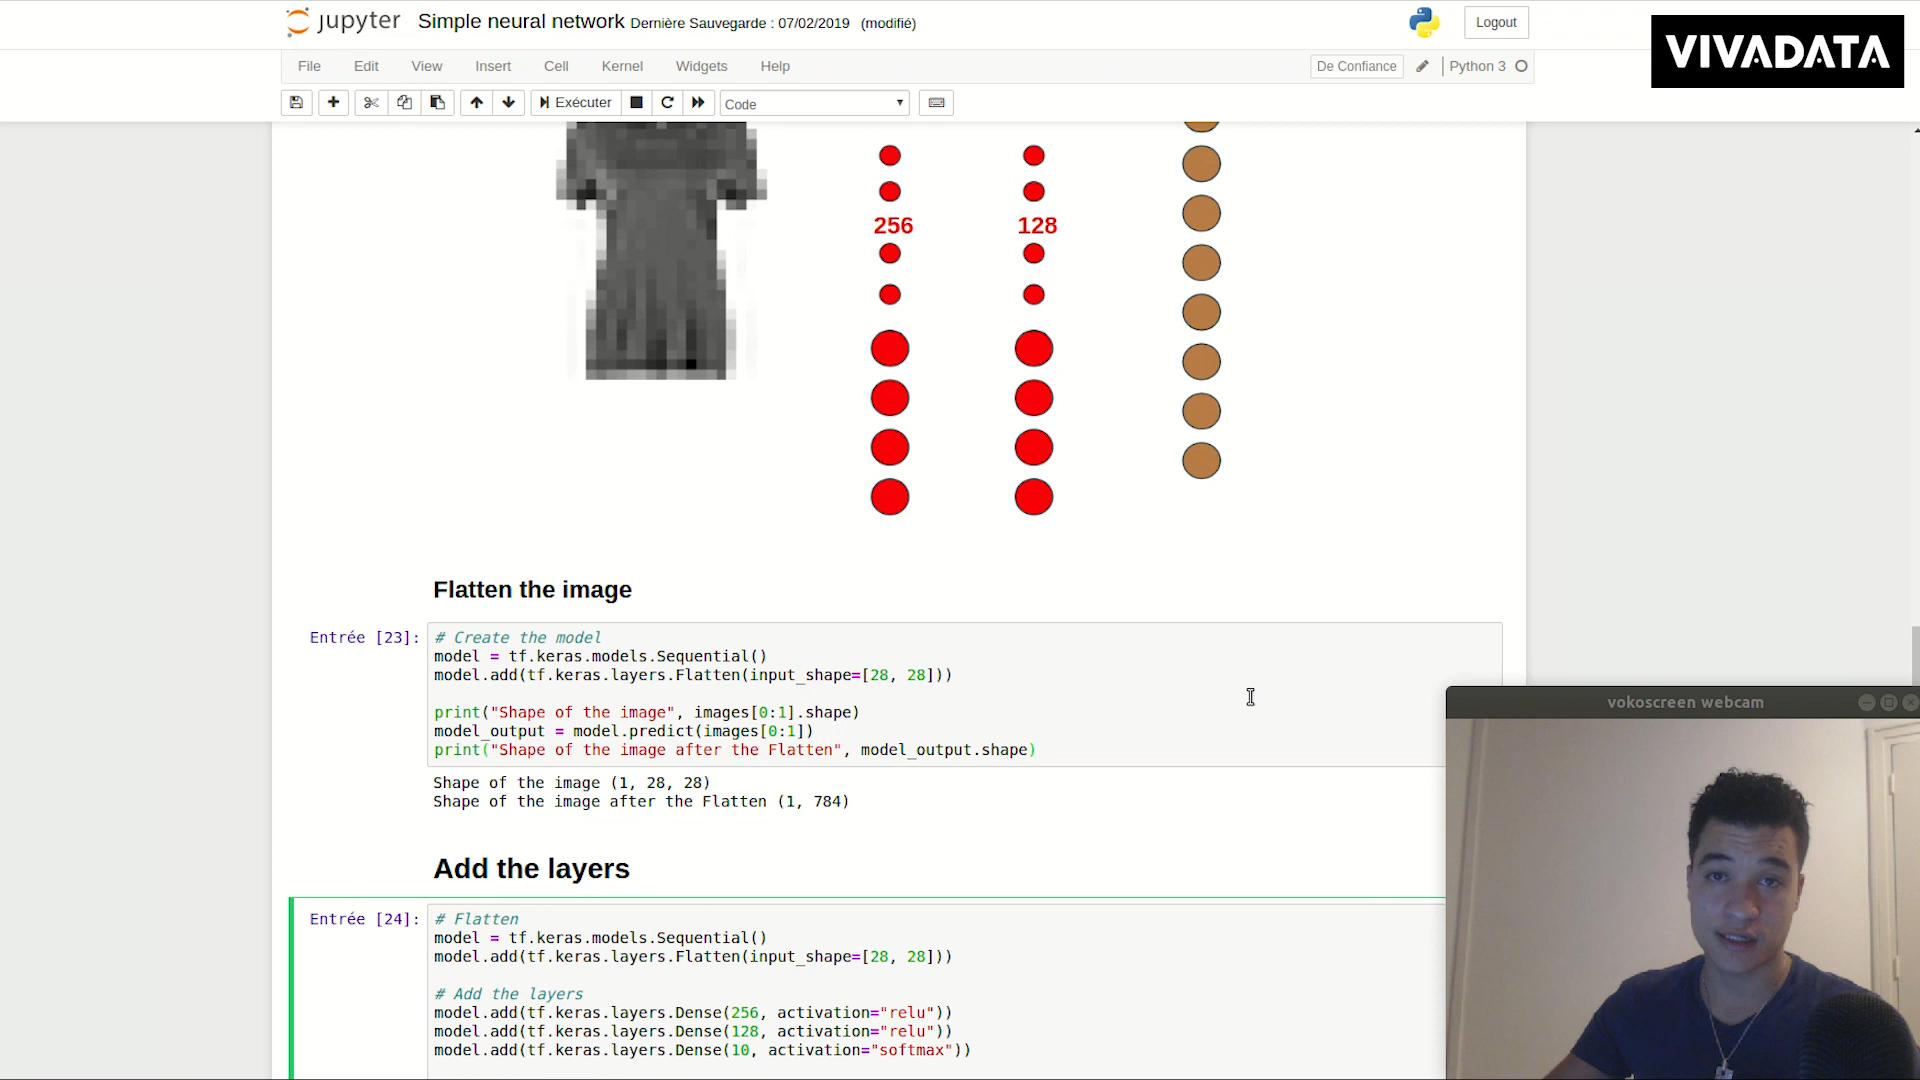 jupyter Simple neural network Dernière Sauvegarde : 07/02/2019 (modifié)
Logout
VIVADATA
File Edit View Insert Cell Kernel Widgets Help
De Confiance
Python 3
Exécuter
Code
256
128
Flatten the image
Entrée [23]:
# Create the model
model = tf.keras.models.Sequential()
model.add(tf.keras.layers.Flatten(input_shape=[28, 28]))
print("Shape of the image", images[0:1].shape)
model_output = model.predict(images[0:1])
print("Shape of the image after the Flatten", model_output.shape)
Shape of the image (1, 28, 28)
Shape of the image after the Flatten (1, 784)
vokoscreen webcam
Add the layers
Entrée [24]:
# Flatten
model = tf.keras.models.Sequential()
model.add(tf.keras.layers.Flatten(input_shape=[28, 28]))
# Add the layers
model.add(tf.keras.layers.Dense(256, activation="relu"))
model.add(tf.keras.layers.Dense(128, activation="relu"))
model.add(tf.keras.layers.Dense(10, activation="softmax"))